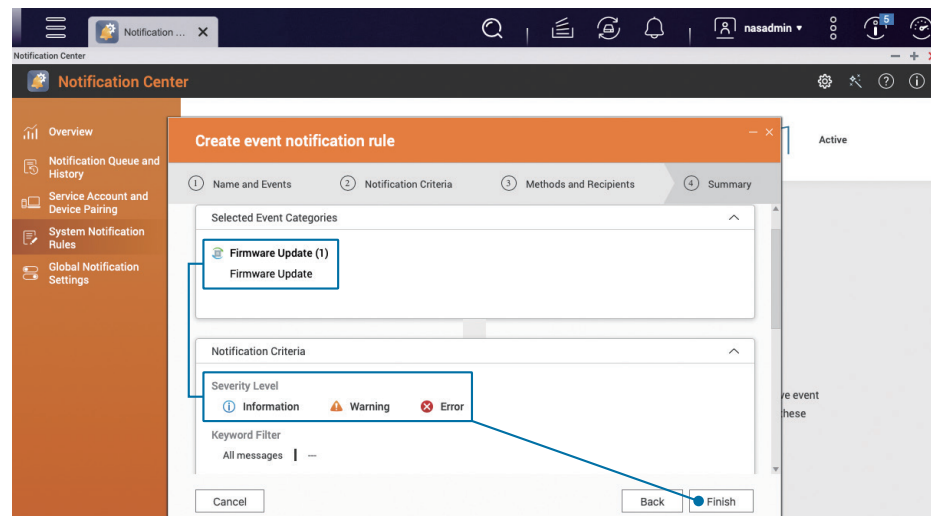 Notification ...
nasadmin
5
Notification Center
Notification Center
Overview
Notification Queue and
History
Service Account and
Device Pairing
System Notification
Rules
Global Notification
Settings
Active
Create event notification rule
1 Name and Events
2 Notification Criteria
3 Methods and Recipients
4 Summary
Selected Event Categories
Firmware Update (1)
Firmware Update
Notification Criteria
Severity Level
Information Warning Error
Keyword Filter
All messages —
ve event
hese
Cancel Back Finish